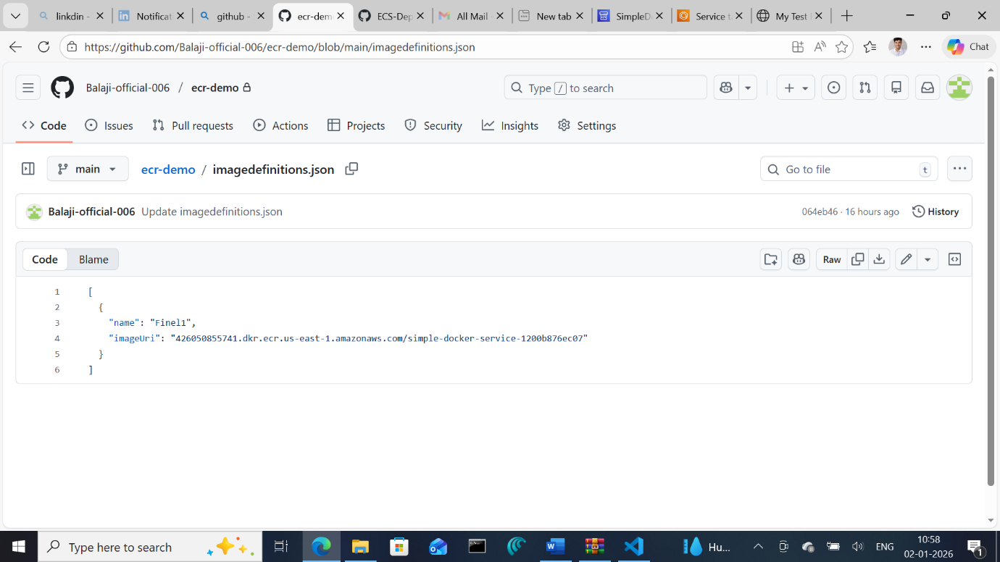 linkdin -
Notificat
github -
ecr-dem
ECS-Dep
All Mail -
New tab
SimpleD
Service t
My Test
https://github.com/Balaji-official-006/ecr-demo/blob/main/imagedefinitions.json
Chat
Balaji-official-006 / ecr-demo
Type / to search
Code
Issues
Pull requests
Actions
Projects
Security
Insights
Settings
main
ecr-demo / imagedefinitions.json
Go to file
t
Balaji-official-006 Update imagedefinitions.json
064eb46 · 16 hours ago
History
Code
Blame
Raw
1 [
2 {
3 "name": "Finel1",
4 "imageUri": "426050855741.dkr.ecr.us-east-1.amazonaws.com/simple-docker-service-1200b876ec07"
5 }
6 ]
Type here to search
Hu...
ENG
10:58
02-01-2026
1